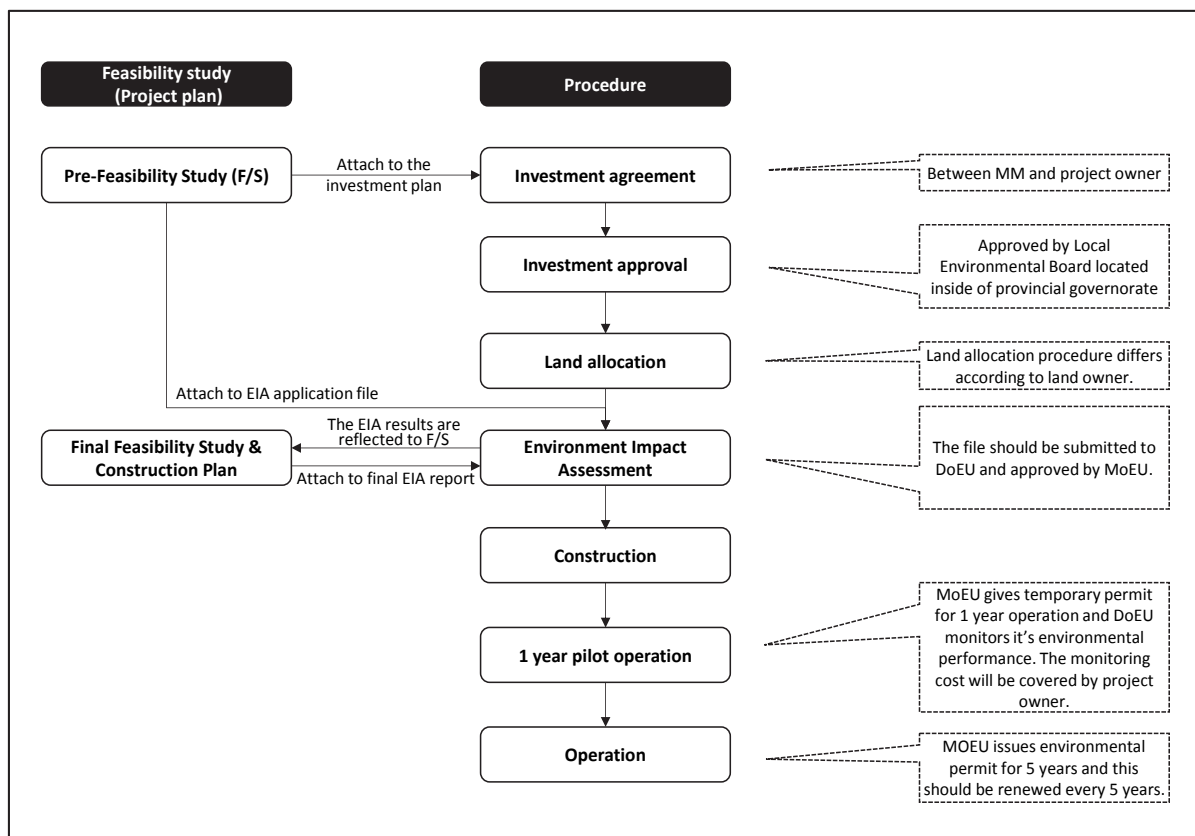 Feasibility study
(Project plan)
Procedure
Pre-Feasibility Study (F/S)
Attach to the
investment plan
Investment agreement
Between MM and project owner
Investment approval
Approved by Local
Environmental Board located
inside of provincial governorate
Land allocation
Land allocation procedure differs
according to land owner.
Attach to EIA application file
Final Feasibility Study &
Construction Plan
The EIA results are
reflected to F/S
Attach to final EIA report
Environment Impact
Assessment
The file should be submitted to
DoEU and approved by MoEU.
Construction
1 year pilot operation
MoEU gives temporary permit
for 1 year operation and DoEU
monitors it's environmental
performance. The monitoring
cost will be covered by project
owner.
Operation
MOEU issues environmental
permit for 5 years and this
should be renewed every 5 years.